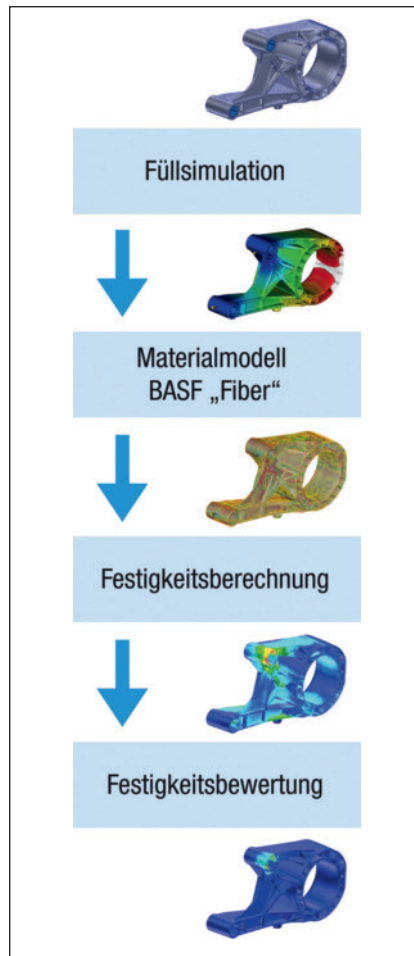 Füllsimulation
Materialmodell
BASF „Fiber“
Festigkeitsberechnung
Festigkeitsbewertung